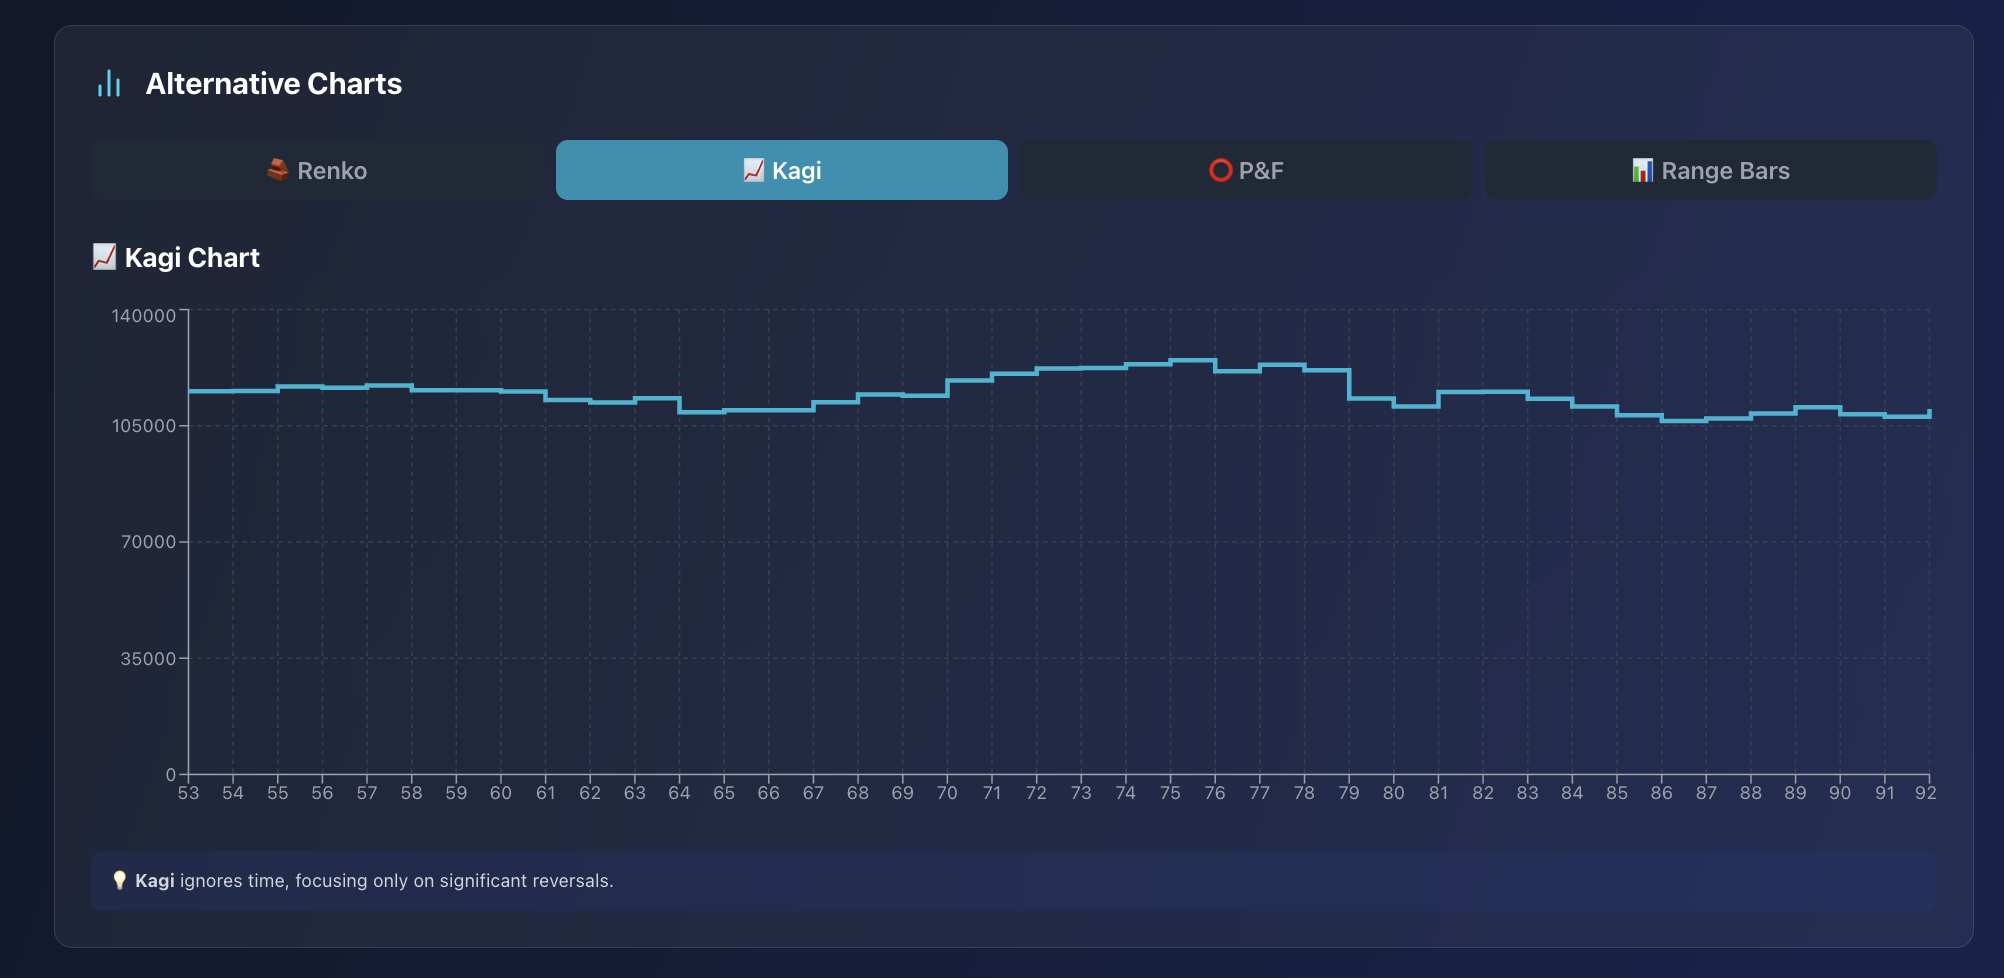 Alternative Charts
Renko
Kagi
P&F
Range Bars
Kagi Chart
140000
105000
70000
35000
0
53 54 55 56 57 58 59 60 61 62 63 64 65 66 67 68 69 70 71 72 73 74 75 76 77 78 79 80 81 82 83 84 85 86 87 88 89 90 91 92
Kagi ignores time, focusing only on significant reversals.